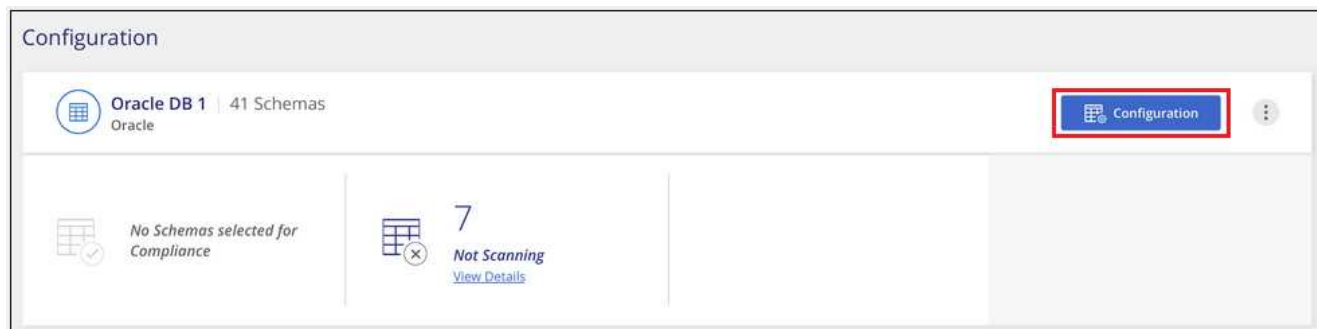 Configuration
Oracle DB 1 | 41 Schemas
Oracle
Configuration
No Schemas selected for
Compliance
7
Not Scanning
View Details